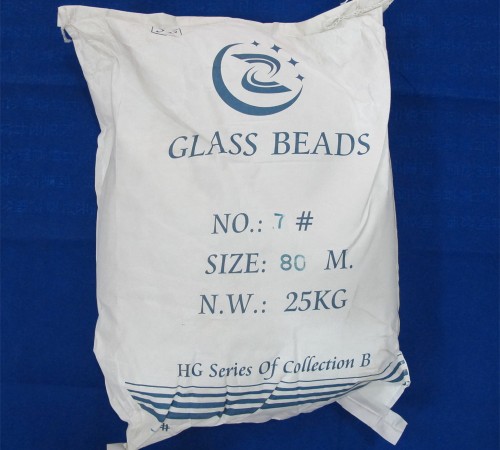 GLASS BEADS
NO.: 7 #
SIZE: 80 M.
N.W.: 25KG
HG Series Of Collection B